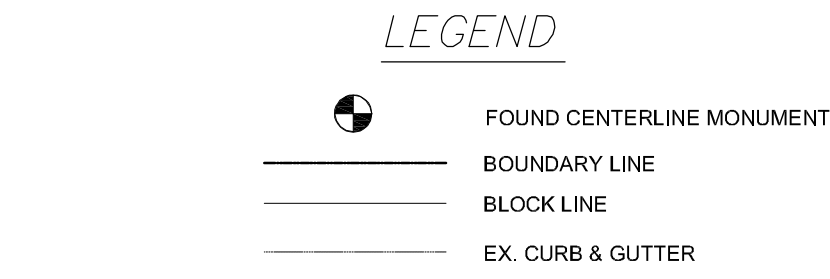 LEGEND
FOUND CENTERLINE MONUMENT
BOUNDARY LINE
BLOCK LINE
EX. CURB & GUTTER